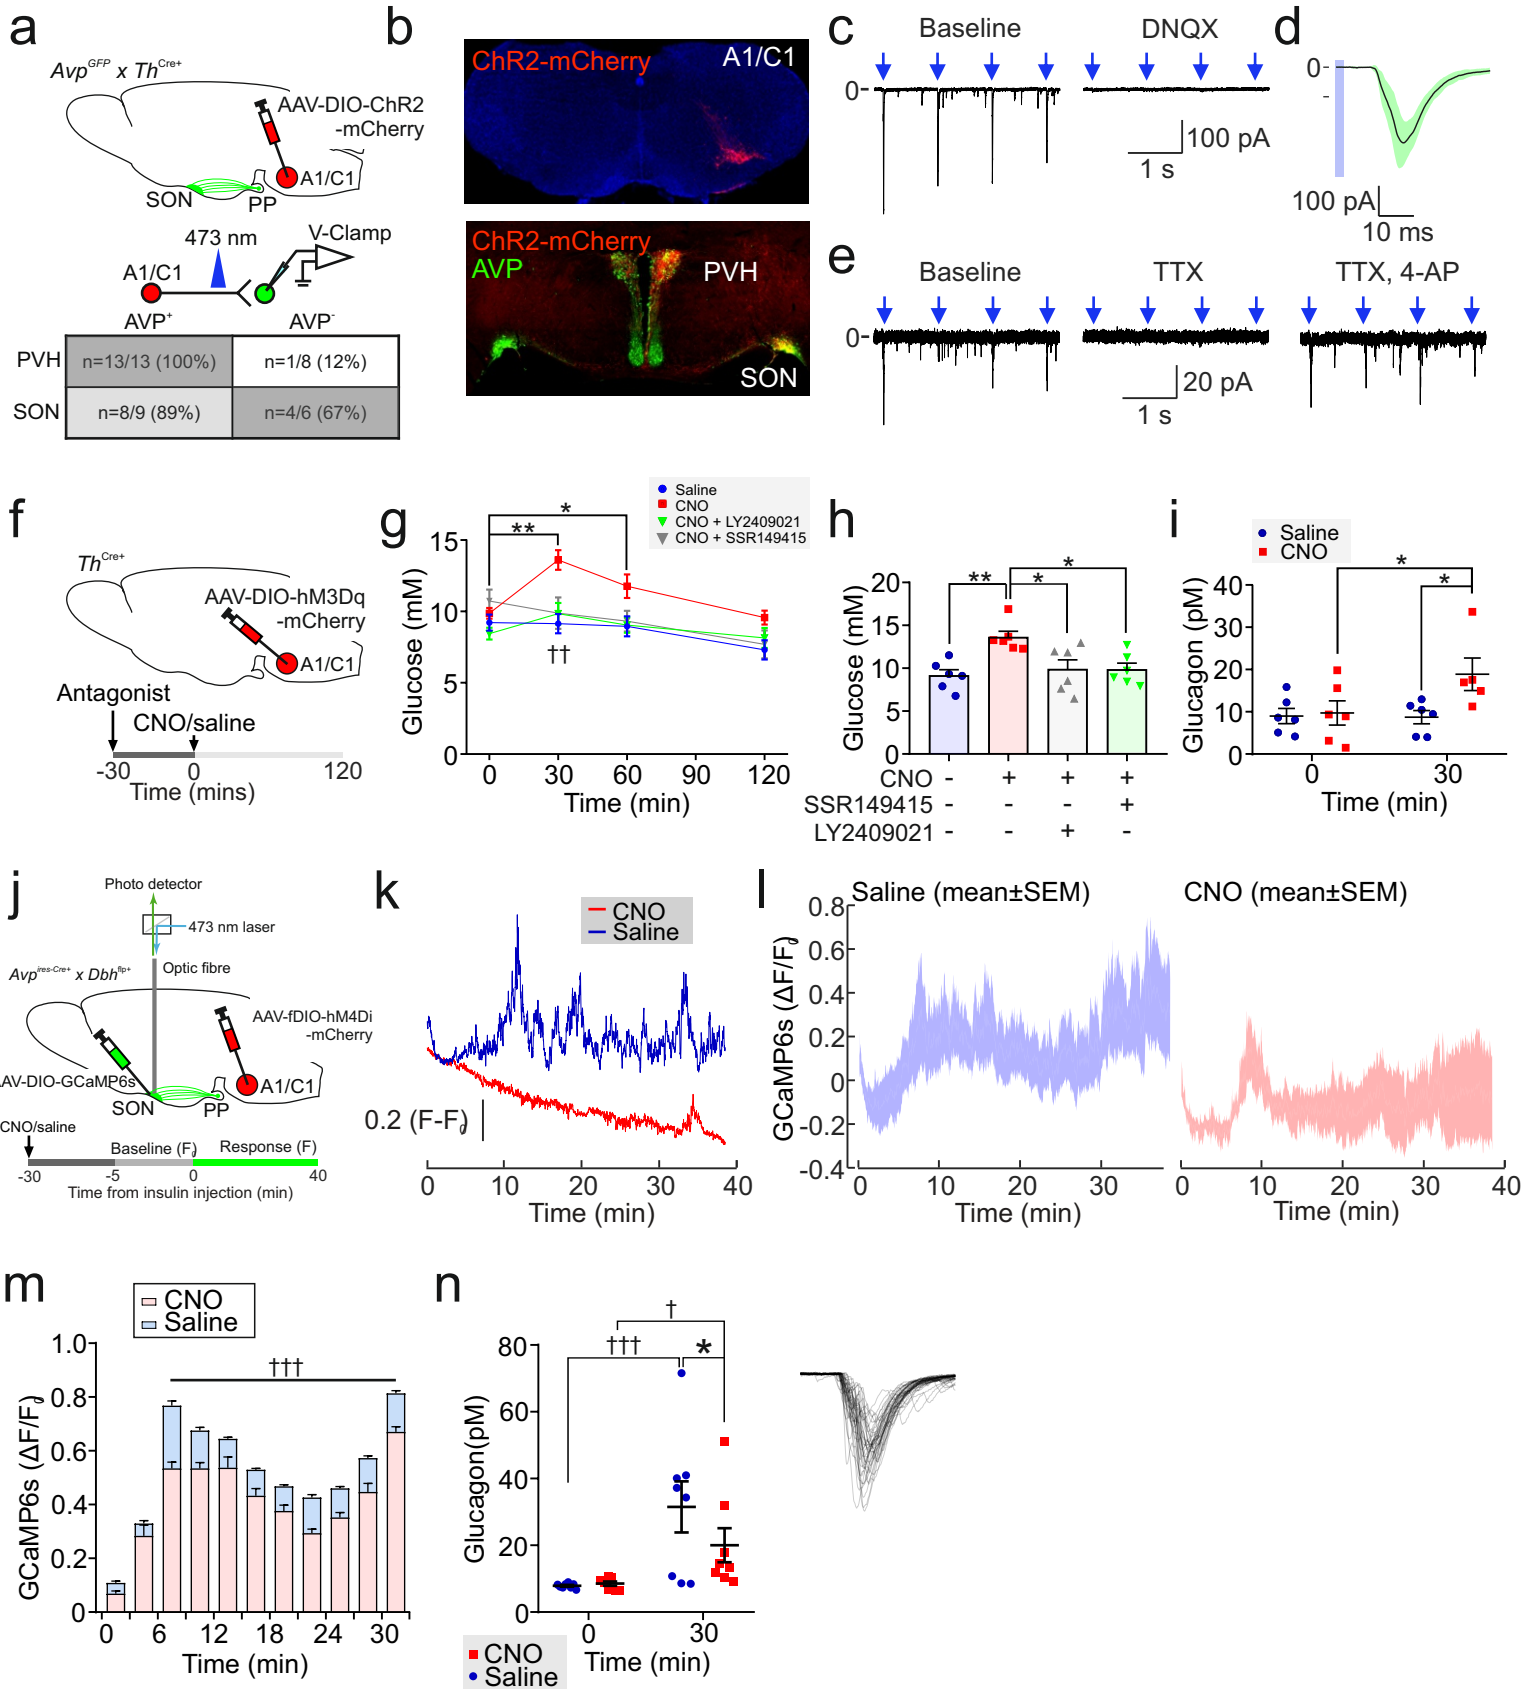 a
Avp^GFP x Th^Cre+
AAV-DIO-ChR2
-mCherry
A1/C1
SON
PP
473 nm
V-Clamp
A1/C1
AVP+ AVP-
PVH n=13/13 (100%) n=1/8 (12%)
SON n=8/9 (89%) n=4/6 (67%)
b
ChR2-mCherry A1/C1
ChR2-mCherry
AVP
PVH
SON
c
Baseline DNQX
0
100 pA
1 s
d
0
100 pA
10 ms
e
Baseline TTX TTX, 4-AP
0
20 pA
1 s
f
Th^Cre+
AAV-DIO-hM3Dq
-mCherry
A1/C1
Antagonist
CNO/saline
-30 0 120
Time (mins)
g
Saline
CNO
CNO + LY2409021
CNO + SSR149415
* **
††
15
10
5
0
Glucose (mM)
0 30 60 90 120
Time (min)
h
** * *
20
15
10
5
0
Glucose (mM)
CNO - + + +
SSR149415 - - - +
LY2409021 - - + -
i
Saline
CNO
*
*
40
30
20
10
0
Glucagon (pM)
0 30
Time (min)
j
Photo detector
473 nm laser
Optic fibre
Avp^ires-Cre+ x Dbh^flp+
AAV-fDIO-hM4Di
-mCherry
AAV-DIO-GCaMP6s
SON
PP
A1/C1
CNO/saline
Baseline (F0) Response (F)
-30 -5 0 40
Time from insulin injection (min)
k
CNO
Saline
0.2 (F-F0)
0 10 20 30 40
Time (min)
l
Saline (mean±SEM) CNO (mean±SEM)
0.8
0.6
0.4
0.2
0
-0.2
-0.4
GCaMP6s (ΔF/F0)
0 10 20 30
Time (min)
0 10 20 30 40
Time (min)
m
CNO
Saline
†††
1.0
0.8
0.6
0.4
0.2
0
GCaMP6s (ΔF/F0)
0 6 12 18 24 30
Time (min)
n
†
††† *
80
60
40
20
0
Glucagon(pM)
0 30
Time (min)
CNO
Saline